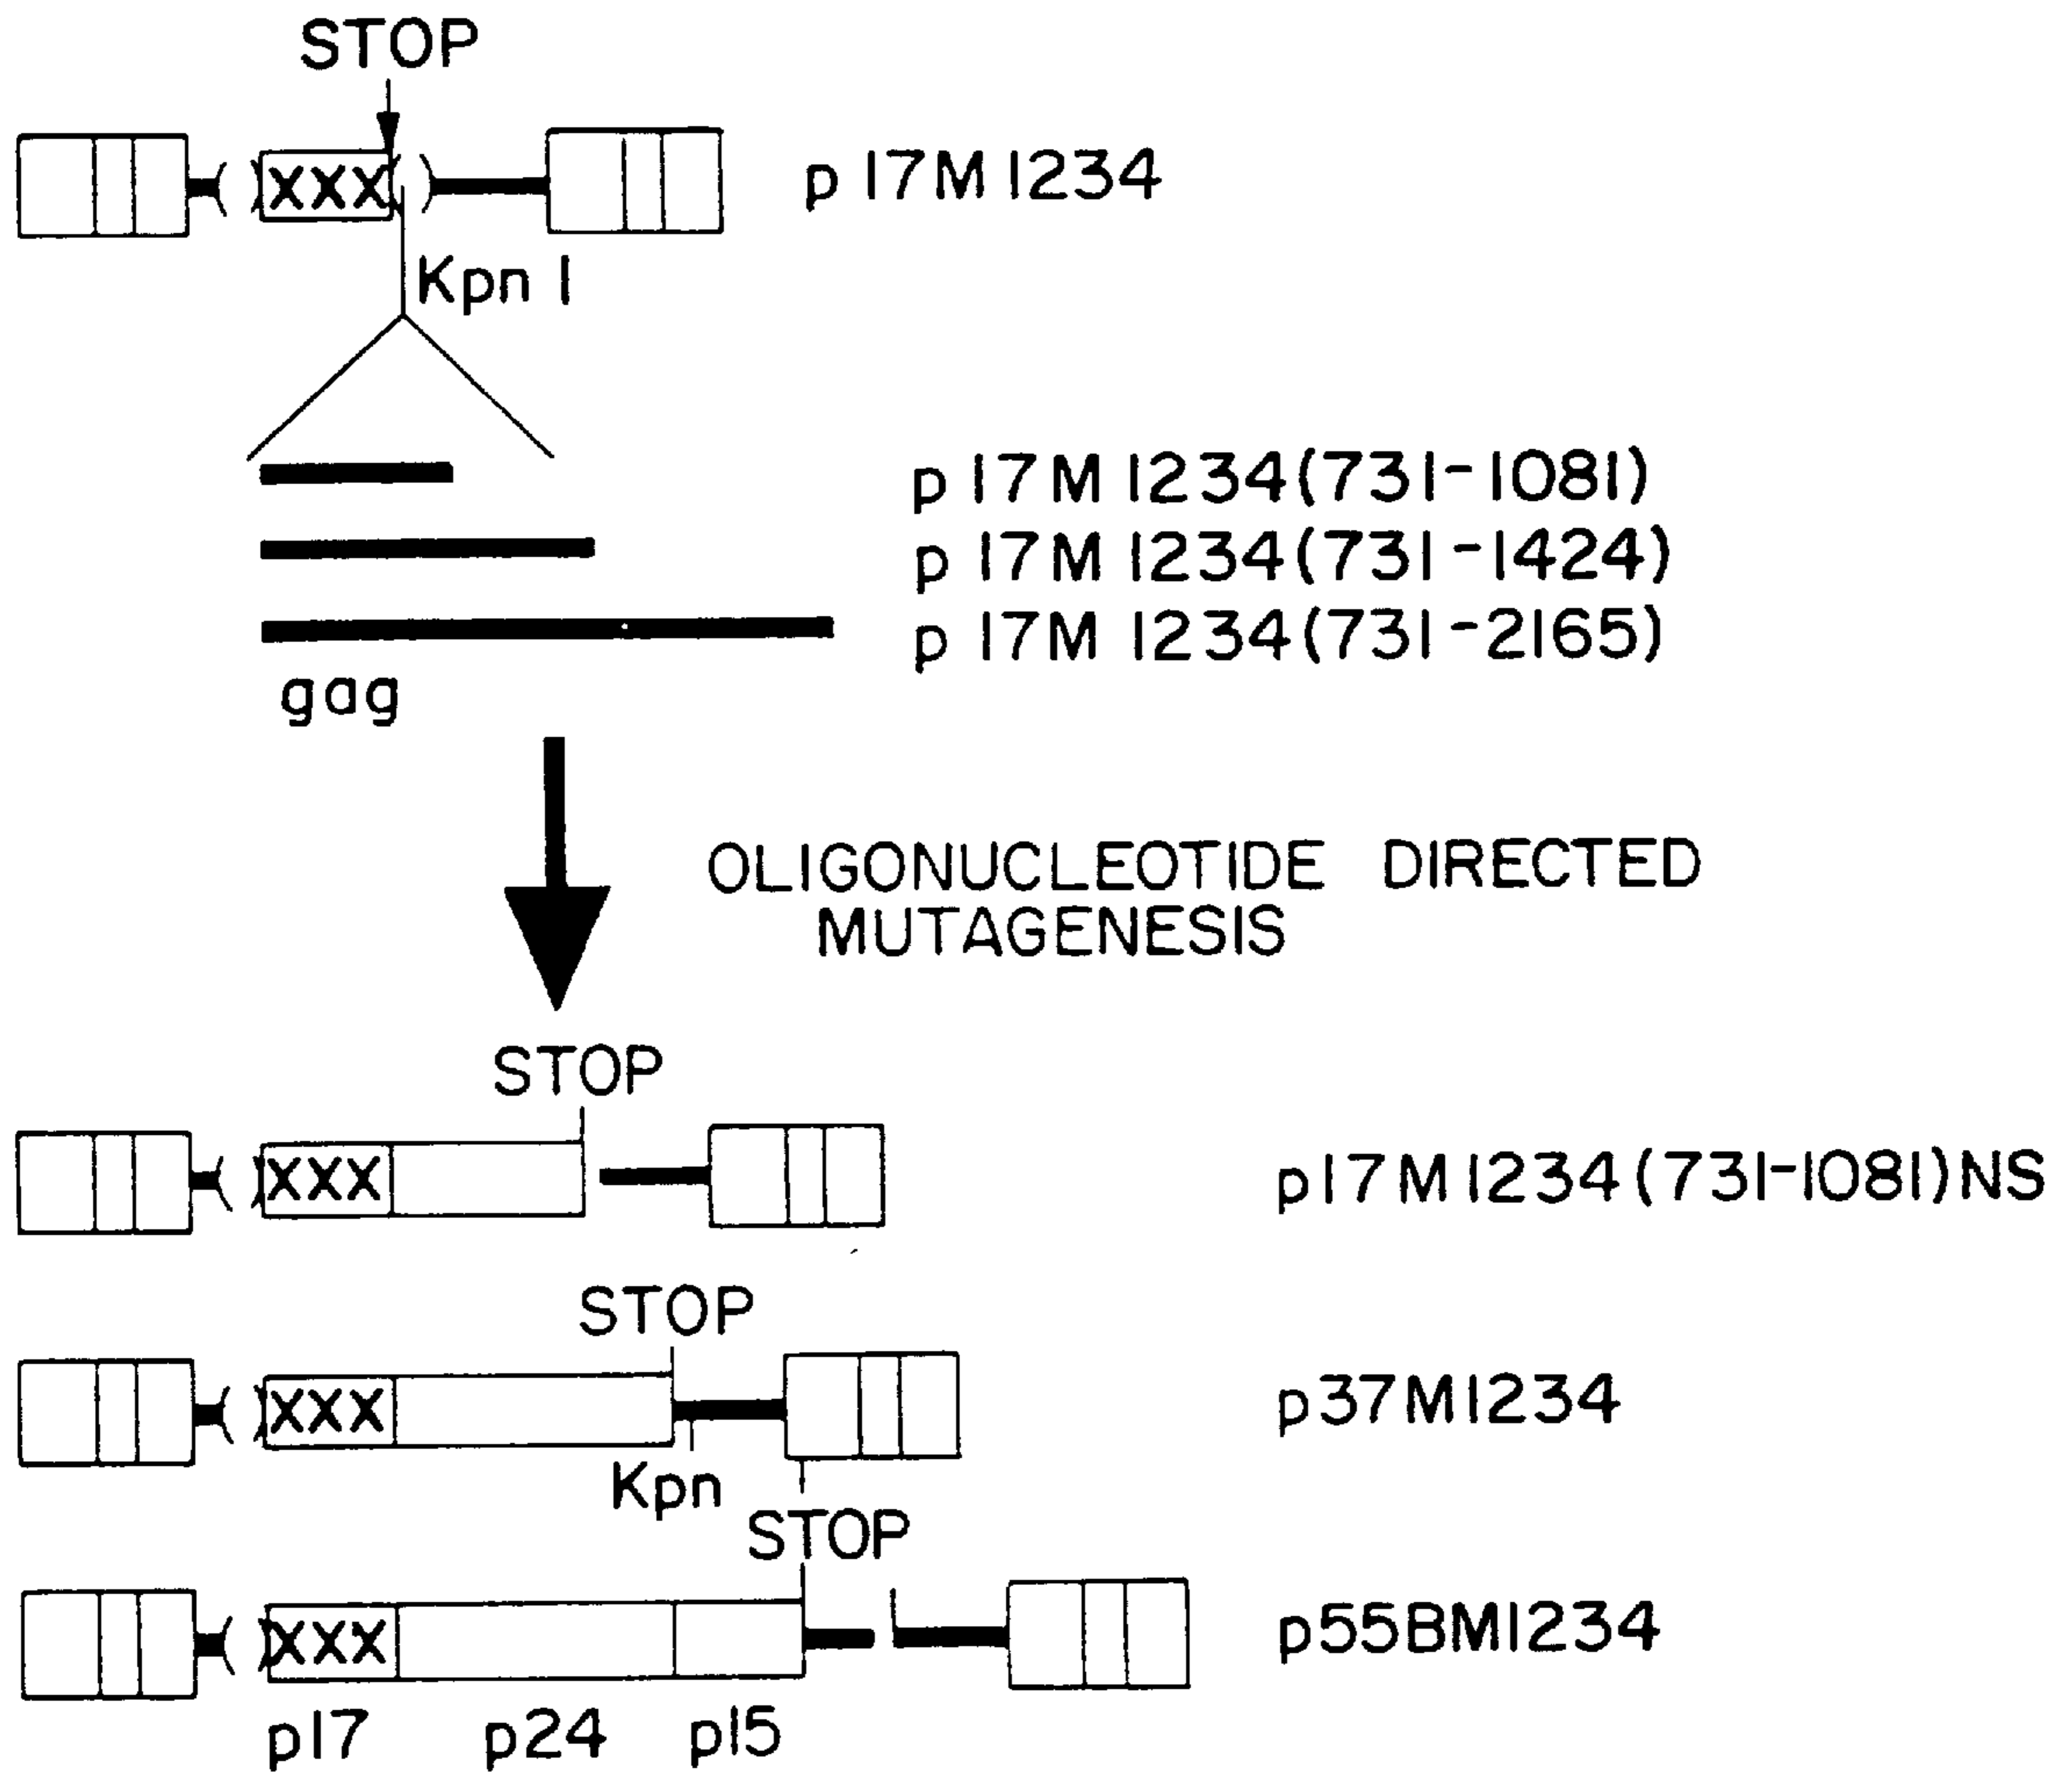 STOP
XXX
p17M1234
Kpn I
p17M1234(731-1081)
p17M1234(731-1424)
p17M1234(731-2165)
gag
OLIGONUCLEOTIDE DIRECTED
MUTAGENESIS
STOP
XXX
p17M1234(731-1081)NS
STOP
XXX
p37M1234
Kpn
STOP
XXX
p55BM1234
p17 p24 p15